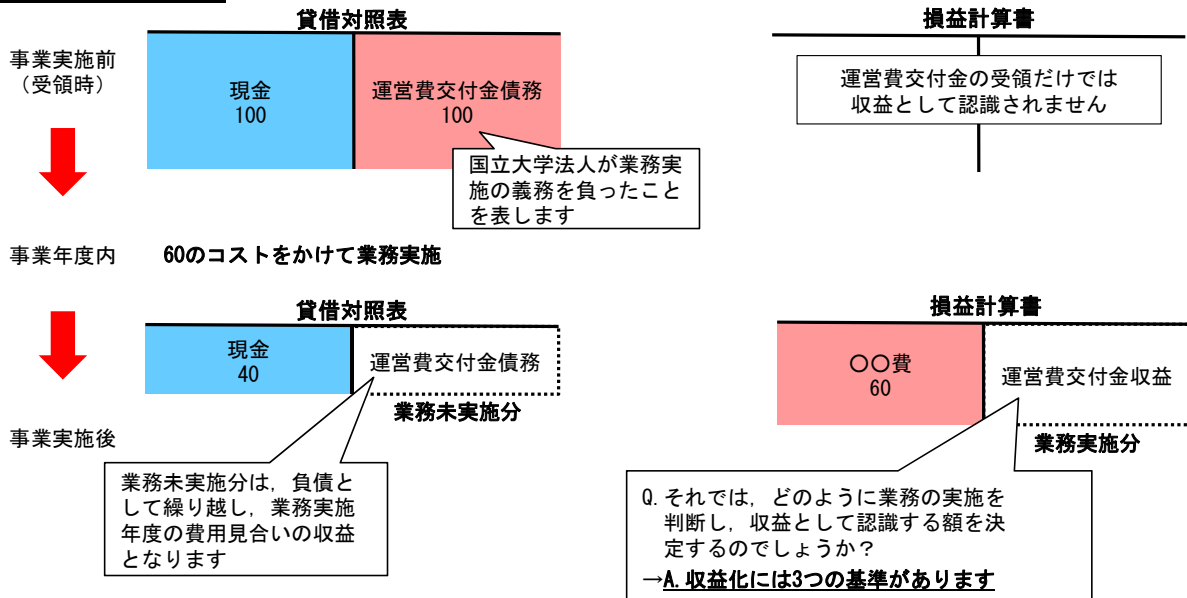 貸借対照表
損益計算書
事業実施前
（受領時）
現金
100
運営費交付金債務
100
運営費交付金の受領だけでは
収益として認識されません
国立大学法人が業務実
施の義務を負ったこと
を表します
事業年度内
60のコストをかけて業務実施
貸借対照表
損益計算書
現金
40
運営費交付金債務
業務未実施分
〇〇費
60
運営費交付金収益
業務実施分
事業実施後
業務未実施分は，負債と
して繰り越し，業務実施
年度の費用見合いの収益
となります
Q. それでは，どのように業務の実施を
判断し，収益として認識する額を決
定するのでしょうか？
→A. 収益化には3つの基準があります